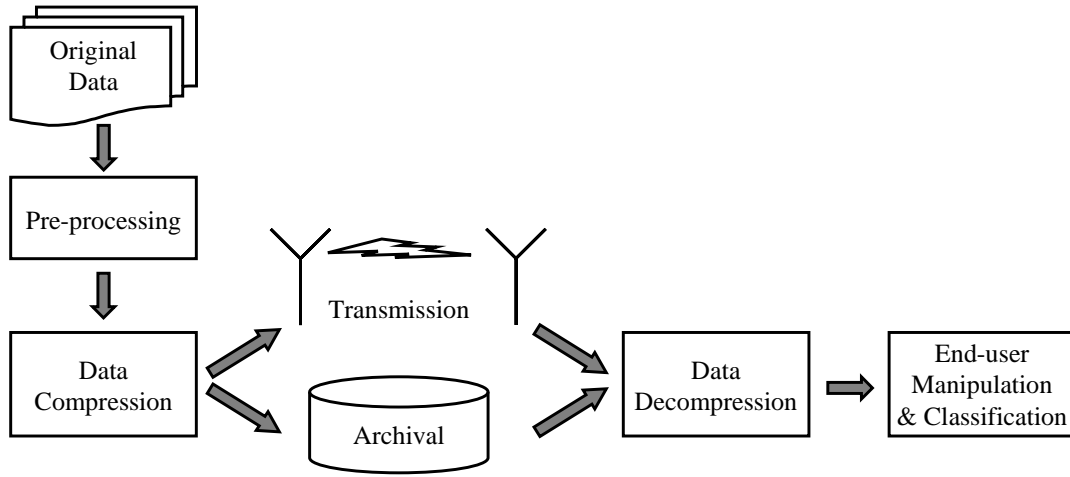 Original
Data
Pre-processing
Transmission
Data
Compression
Archival
Data
Decompression
End-user
Manipulation
& Classification